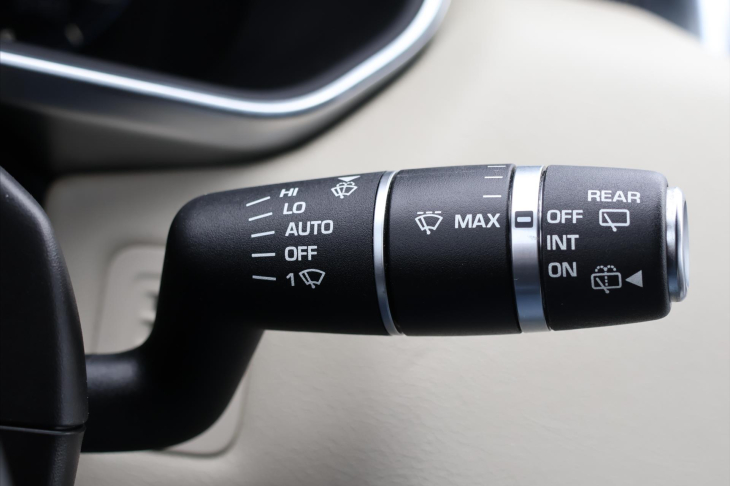 HI
LO
AUTO
OFF
1
MAX
REAR
OFF
INT
ON